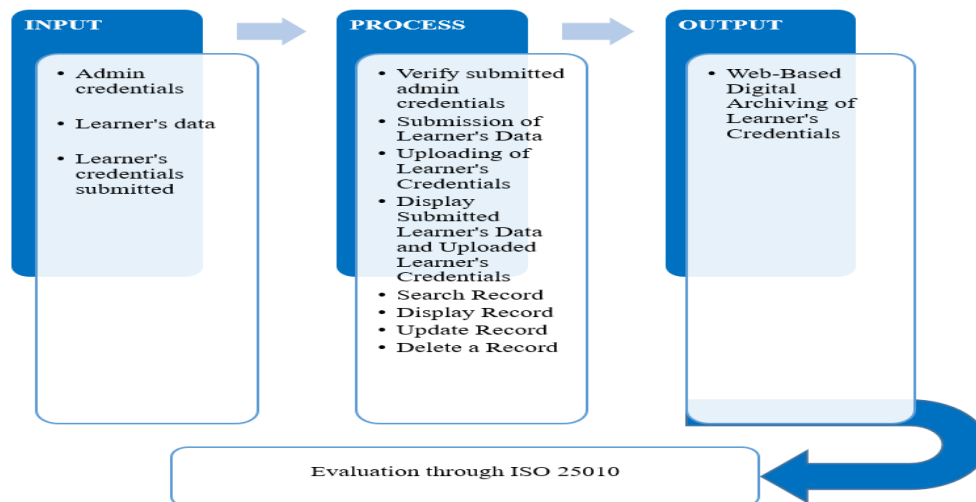 INPUT
• Admin
credentials
• Learner's data
• Learner's
credentials
submitted
PROCESS
• Verify submitted
admin
credentials
• Submission of
Learner's Data
• Uploading of
Learner's
Credentials
• Display
Submitted
Learner's Data
and Uploaded
Learner's
Credentials
• Search Record
• Display Record
• Update Record
• Delete a Record
OUTPUT
• Web-Based
Digital
Archiving of
Learner's
Credentials
Evaluation through ISO 25010